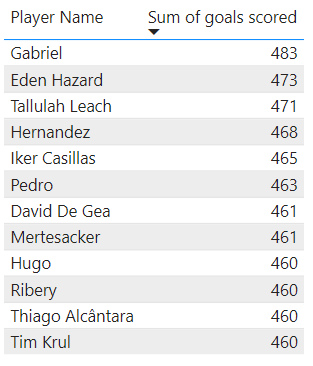 Player Name Sum of goals scored
Gabriel 483
Eden Hazard 473
Tallulah Leach 471
Hernandez 468
Iker Casillas 465
Pedro 463
David De Gea 461
Mertesacker 461
Hugo 460
Ribery 460
Thiago Alcântara 460
Tim Krul 460